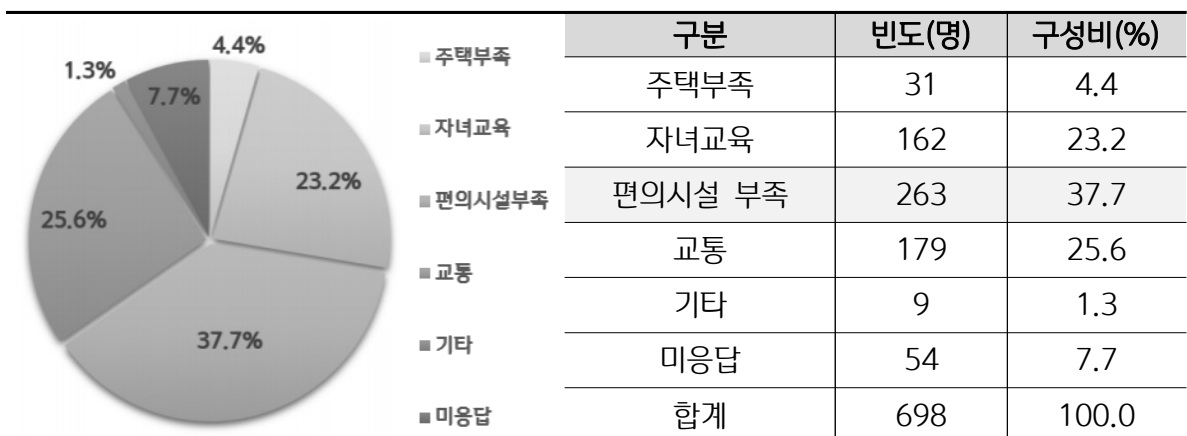 4.4%
1.3%
7.7%
23.2%
25.6%
37.7%
주택부족
자녀교육
편의시설부족
교통
기타
미응답
구분 빈도(명) 구성비(%)
주택부족 31 4.4
자녀교육 162 23.2
편의시설 부족 263 37.7
교통 179 25.6
기타 9 1.3
미응답 54 7.7
합계 698 100.0